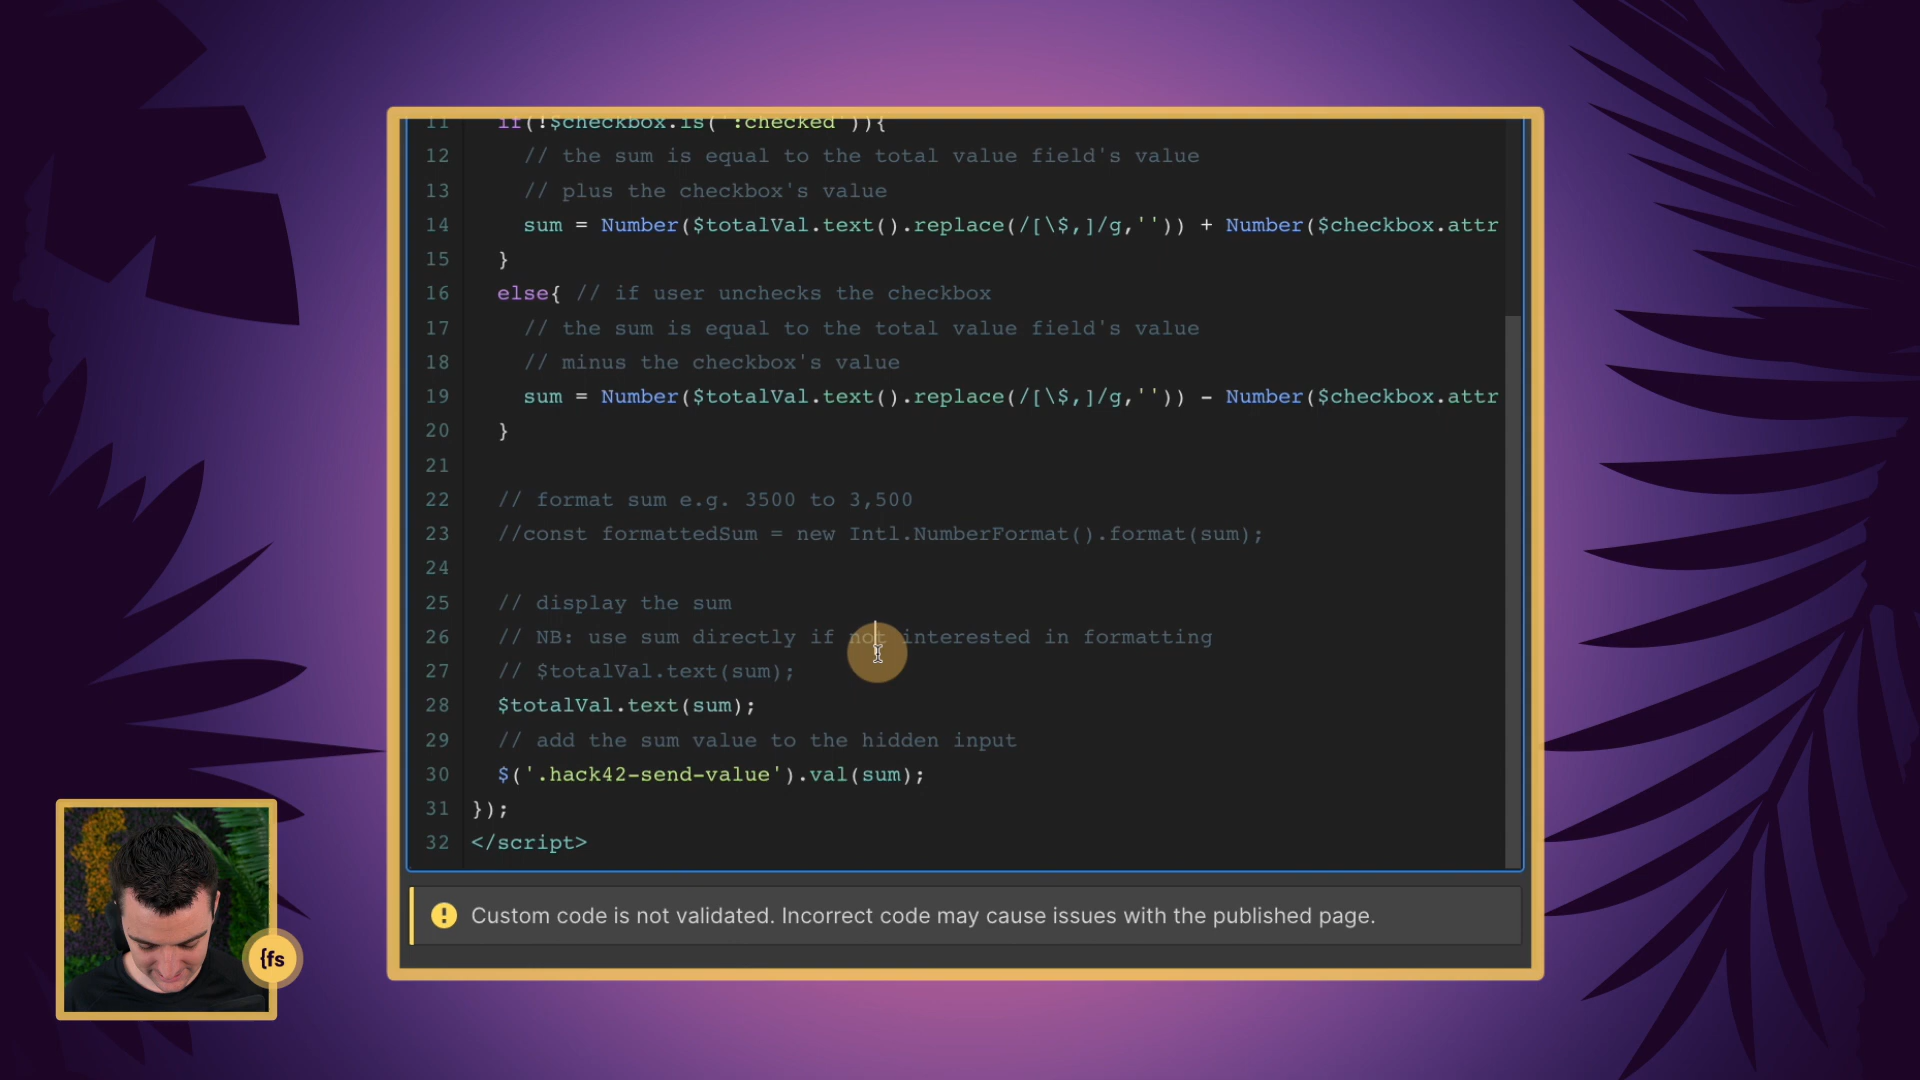 11 if(!$checkbox.is(':checked')){
12 // the sum is equal to the total value field's value
13 // plus the checkbox's value
14 sum = Number($totalVal.text().replace(/[\$,]/g,'')) + Number($checkbox.attr
15 }
16 else{ // if user unchecks the checkbox
17 // the sum is equal to the total value field's value
18 // minus the checkbox's value
19 sum = Number($totalVal.text().replace(/[\$,]/g,'')) - Number($checkbox.attr
20 }
21
22 // format sum e.g. 3500 to 3,500
23 //const formattedSum = new Intl.NumberFormat().format(sum);
24
25 // display the sum
26 // NB: use sum directly if not interested in formatting
27 // $totalVal.text(sum);
28 $totalVal.text(sum);
29 // add the sum value to the hidden input
30 $('.hack42-send-value').val(sum);
31 });
32 </script>
Custom code is not validated. Incorrect code may cause issues with the published page.
{fs